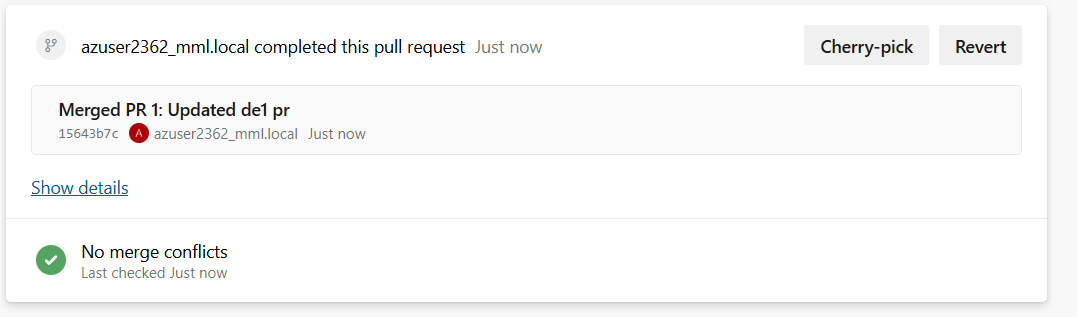 azuser2362_mml.local completed this pull request Just now
Cherry-pick
Revert
Merged PR 1: Updated de1 pr
15643b7c A azuser2362_mml.local Just now
Show details
No merge conflicts
Last checked Just now